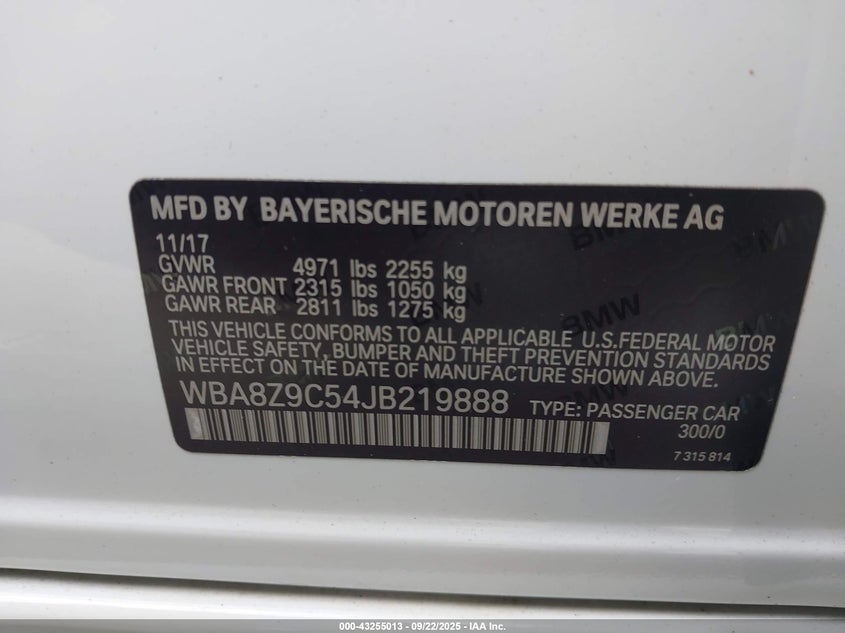 MFD BY BAYERISCHE MOTOREN WERKE AG
11/17
GVWR 4971 lbs 2255 kg
GAWR FRONT 2315 lbs 1050 kg
GAWR REAR 2811 lbs 1275 kg
THIS VEHICLE CONFORMS TO ALL APPLICABLE U.S.FEDERAL MOTOR
VEHICLE SAFETY, BUMPER AND THEFT PREVENTION STANDARDS
IN EFFECT ON THE DATE OF MANUFACTURE SHOWN ABOVE.
WBA8Z9C54JB219888 TYPE: PASSENGER CAR
300/0
7 315 814
000-43255013 - 09/22/2025 - IAA Inc.